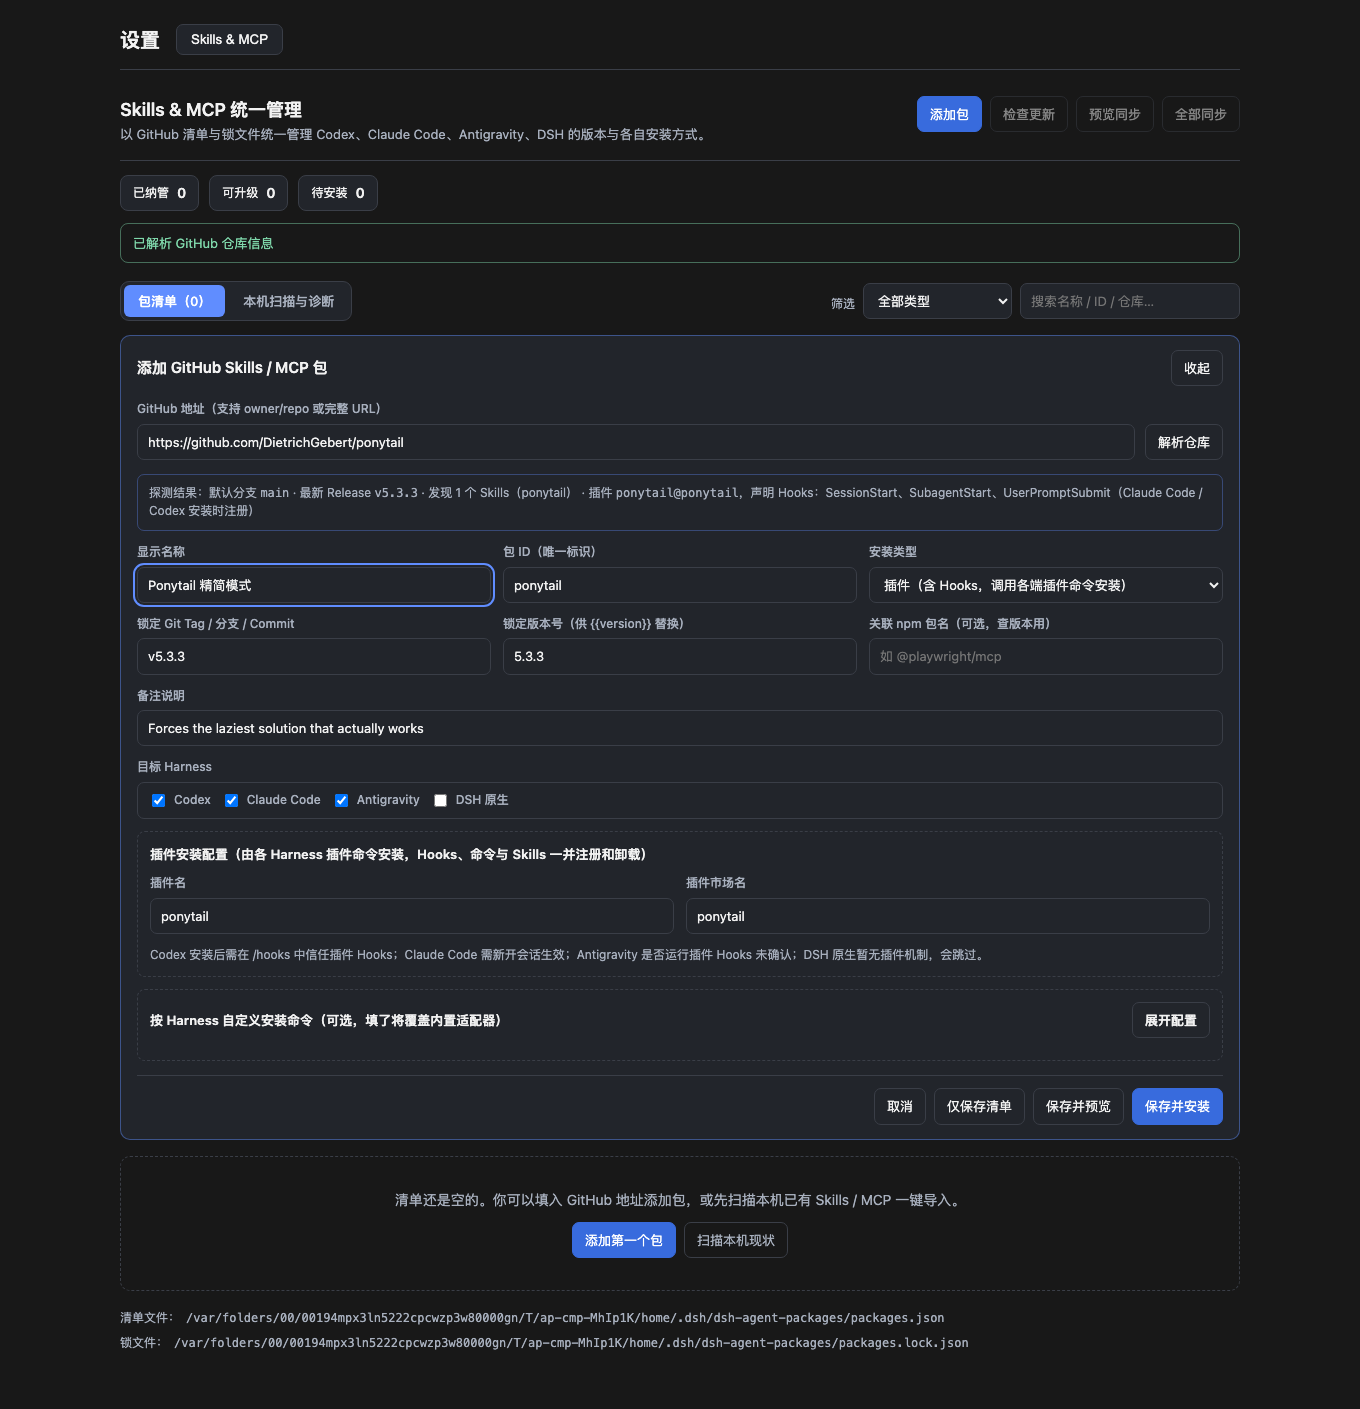 设置
Skills & MCP
Skills & MCP 统一管理
以 GitHub 清单与锁文件统一管理 Codex、Claude Code、Antigravity、DSH 的版本与各自安装方式。
添加包
检查更新
预览同步
全部同步
已纳管 0
可升级 0
待安装 0
已解析 GitHub 仓库信息
包清单（0）
本机扫描与诊断
筛选
全部类型
搜索名称 / ID / 仓库...
添加 GitHub Skills / MCP 包
收起
GitHub 地址（支持 owner/repo 或完整 URL）
https://github.com/DietrichGebert/ponytail
解析仓库
探测结果：默认分支 main · 最新 Release v5.3.3 · 发现 1 个 Skills（ponytail） · 插件 ponytail@ponytail，声明 Hooks：SessionStart、SubagentStart、UserPromptSubmit（Claude Code /
Codex 安装时注册）
显示名称
包 ID（唯一标识）
安装类型
Ponytail 精简模式
ponytail
插件（含 Hooks，调用各端插件命令安装）
锁定 Git Tag / 分支 / Commit
锁定版本号（供 {{version}} 替换）
关联 npm 包名（可选，查版本用）
v5.3.3
5.3.3
如 @playwright/mcp
备注说明
Forces the laziest solution that actually works
目标 Harness
Codex
Claude Code
Antigravity
DSH 原生
插件安装配置（由各 Harness 插件命令安装，Hooks、命令与 Skills 一并注册和卸载）
插件名
插件市场名
ponytail
ponytail
Codex 安装后需在 /hooks 中信任插件 Hooks；Claude Code 需新开会话生效；Antigravity 是否运行插件 Hooks 未确认；DSH 原生暂无插件机制，会跳过。
按 Harness 自定义安装命令（可选，填了将覆盖内置适配器）
展开配置
取消
仅保存清单
保存并预览
保存并安装
清单还是空的。你可以填入 GitHub 地址添加包，或先扫描本机已有 Skills / MCP 一键导入。
添加第一个包
扫描本机现状
清单文件： /var/folders/00/00194mpx3ln5222cpcwzp3w80000gn/T/ap-cmp-MhIp1K/home/.dsh/dsh-agent-packages/packages.json
锁文件： /var/folders/00/00194mpx3ln5222cpcwzp3w80000gn/T/ap-cmp-MhIp1K/home/.dsh/dsh-agent-packages/packages.lock.json